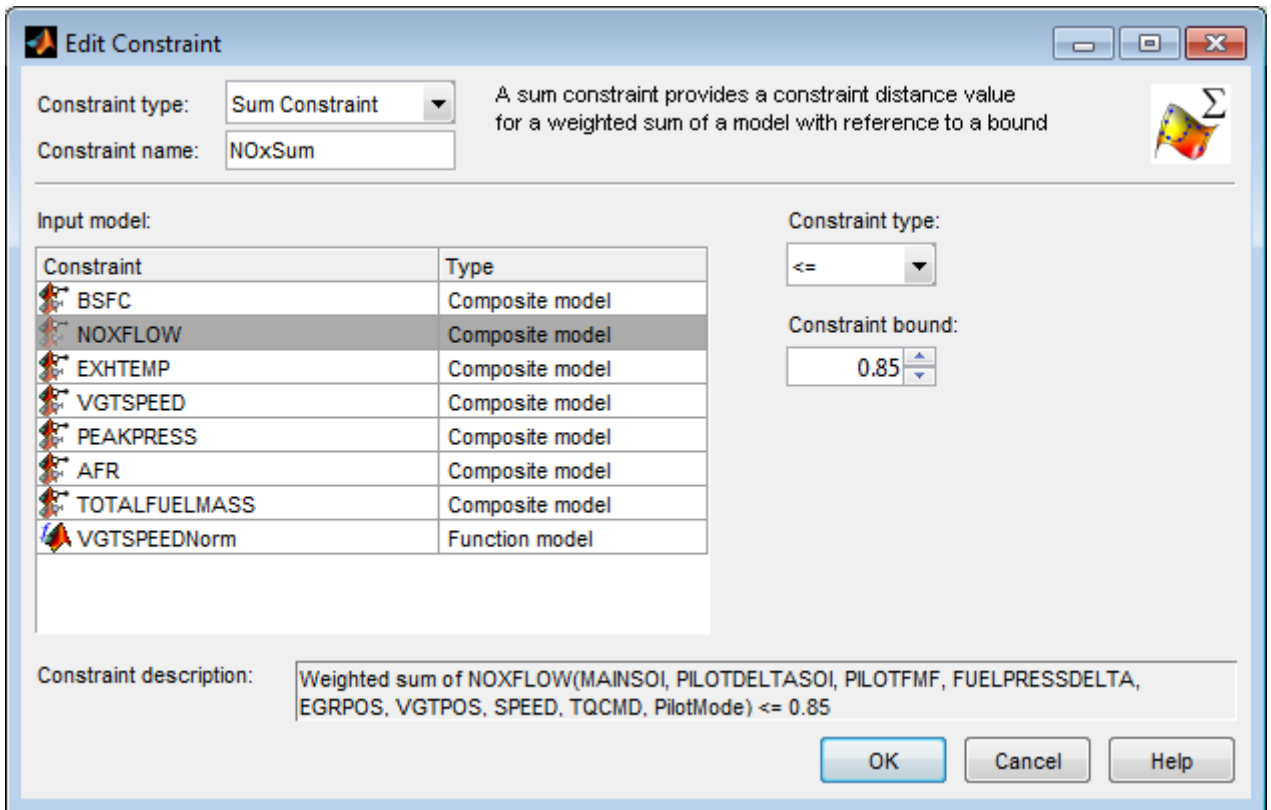 Edit Constraint
Constraint type: Sum Constraint
A sum constraint provides a constraint distance value
for a weighted sum of a model with reference to a bound
Σ
Constraint name: NOxSum
Input model:
Constraint Type
BSFC Composite model
NOXFLOW Composite model
EXHTEMP Composite model
VGTSPEED Composite model
PEAKPRESS Composite model
AFR Composite model
TOTALFUELMASS Composite model
VGTSPEEDNorm Function model
Constraint type:
<=
Constraint bound:
0.85
Constraint description:
Weighted sum of NOXFLOW(MAINSOI, PILOTDELTASOI, PILOTFMF, FUELPRESSDELTA,
EGRPOS, VGTPOS, SPEED, TQCMD, PilotMode) <= 0.85
OK Cancel Help